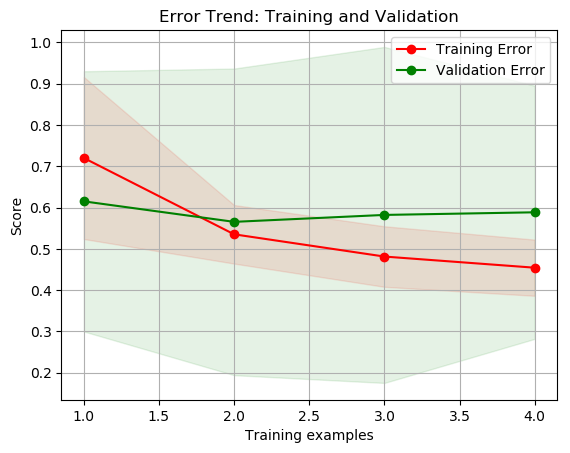 Error Trend: Training and Validation
Training Error
Validation Error
1.0
0.9
0.8
0.7
0.6
0.5
0.4
0.3
0.2
Score
1.0 1.5 2.0 2.5 3.0 3.5 4.0
Training examples